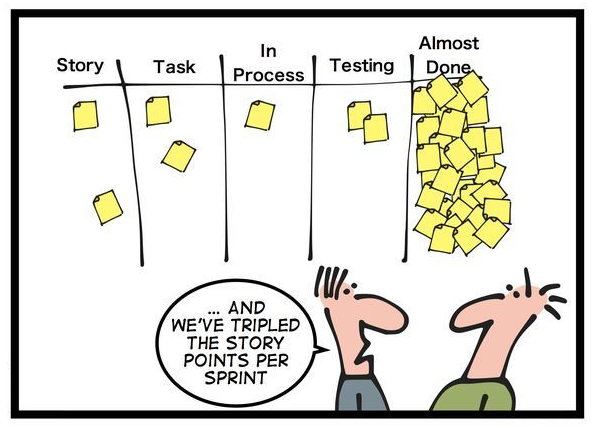 Story
Task
In
Process
Testing
Almost
Done
... AND
WE'VE TRIPLED
THE STORY
POINTS PER
SPRINT